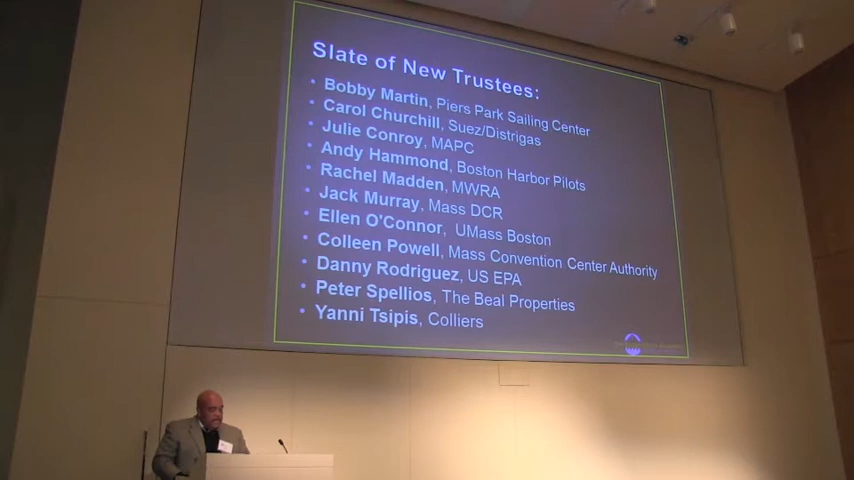 Slate of New Trustees:
• Bobby Martin, Piers Park Sailing Center
• Carol Churchill, Suez/Distrigas
• Julie Conroy, MAPC
• Andy Hammond, Boston Harbor Pilots
• Rachel Madden, MWRA
• Jack Murray, Mass DCR
• Ellen O'Connor, UMass Boston
• Colleen Powell, Mass Convention Center Authority
• Danny Rodriguez, US EPA
• Peter Spellios, The Beal Properties
• Yanni Tsipis, Colliers